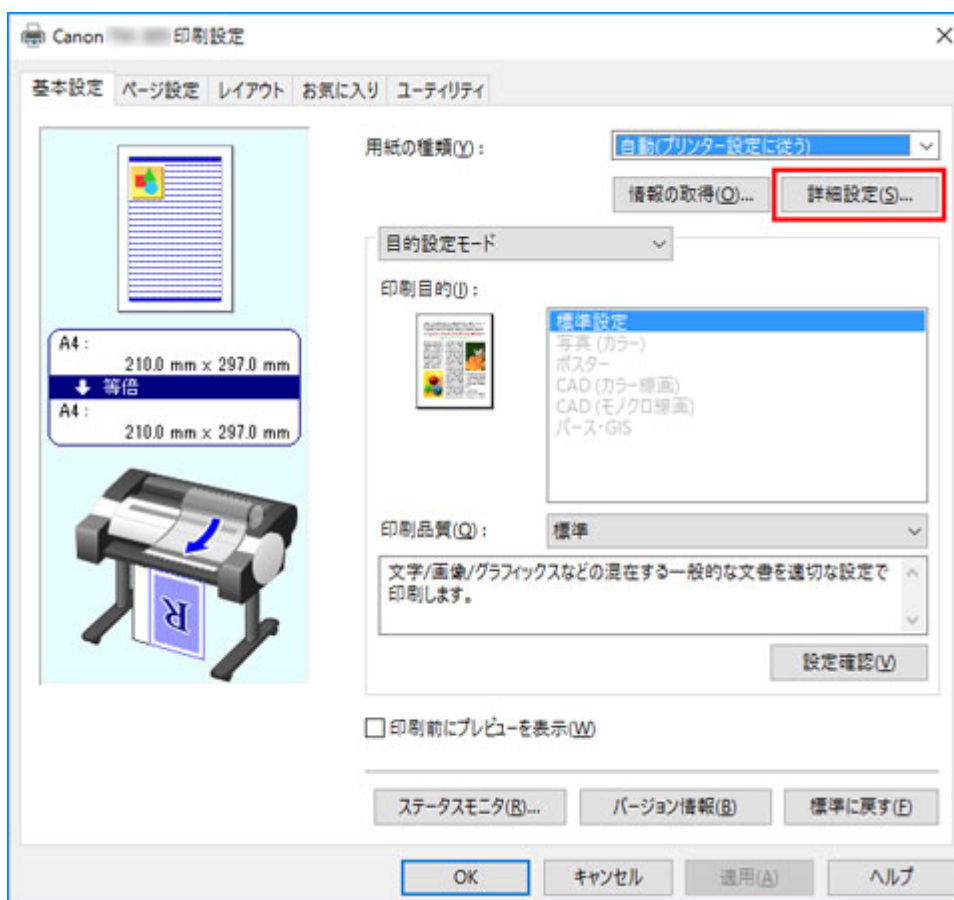 Canon 印刷設定
基本設定 ページ設定 レイアウト お気に入り ユーティリティ
用紙の種類(Y):
自動(プリンター設定に従う)
情報の取得(O)... 詳細設定(S)...
目的設定モード
印刷目的(I):
標準設定
写真 (カラー)
ポスター
CAD (カラー線画)
CAD (モノクロ線画)
パース・GIS
A4:
210.0 mm x 297.0 mm
等倍
A4:
210.0 mm x 297.0 mm
R
印刷品質(Q): 標準
文字/画像/グラフィックスなどの混在する一般的な文書を適切な設定で
印刷します。
設定確認(V)
印刷前にプレビューを表示(W)
ステータスモニタ(R)... バージョン情報(B) 標準に戻す(F)
OK キャンセル 適用(A) ヘルプ